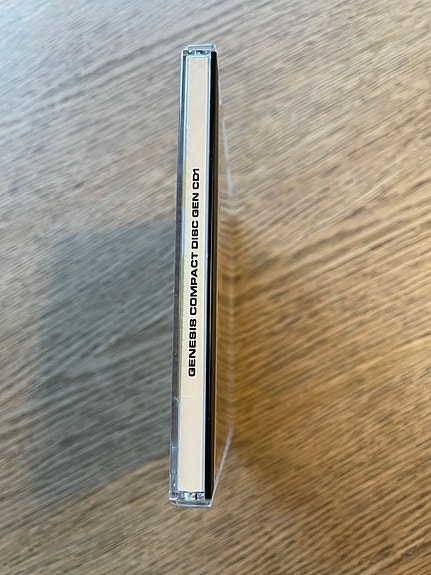 GENESIS COMPACT DISC GEN CD1